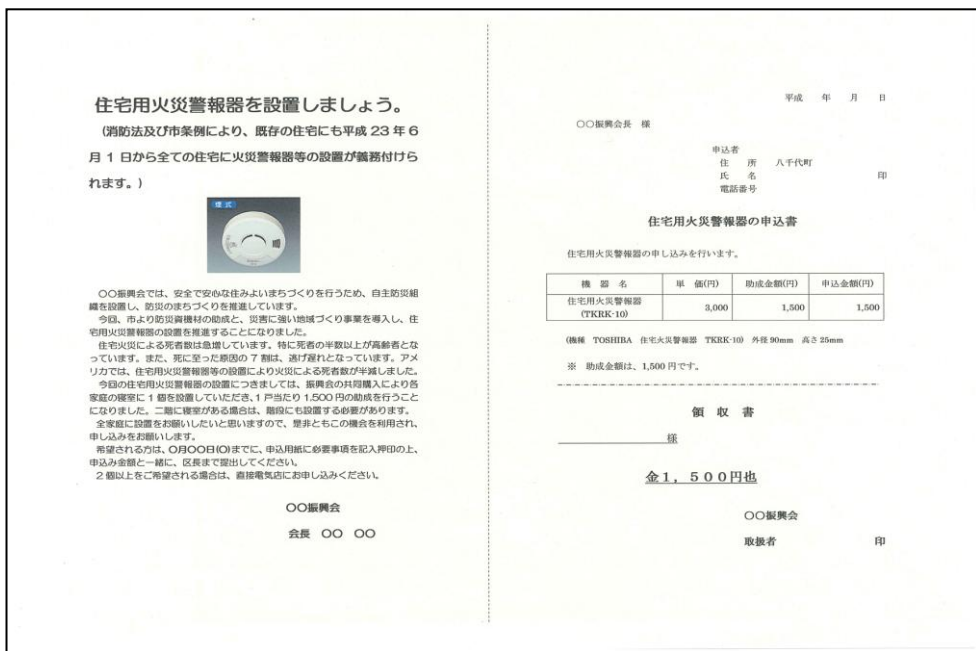 住宅用火災警報器を設置しましょう。
(消防法及び市条例により、既存の住宅にも平成 23 年 6
月 1 日から全ての住宅に火災警報器等の設置が義務付けら
れます。)
煙 式
〇〇振興会では、安全で安心な住みよいまちづくりを行うため、自主防災組
織を設置し、防災のまちづくりを推進しています。
今回、市より防災資機材の助成と、災害に強い地域づくり事業を導入し、住
宅用火災警報器の設置を推進することになりました。
住宅火災による死者数は急増しています。特に死者の半数以上が高齢者とな
っています。また、死に至った原因の 7 割は、逃げ遅れとなっています。アメ
リカでは、住宅用火災警報器等の設置により火災による死者数が半減しました。
今回の住宅用火災警報器の設置につきましては、振興会の共同購入により各
家庭の寝室に 1 個を設置していただき、1 戸当たり 1,500 円の助成を行うこと
になりました。二階に寝室がある場合は、階段にも設置する必要があります。
全家庭に設置をお願いしたいと思いますので、是非ともこの機会を利用され、
申し込みをお願いします。
希望される方は、〇月〇〇日(〇)までに、申込用紙に必要事項を記入押印の上、
申込み金額と一緒に、区長まで提出してください。
2 個以上をご希望される場合は、直接電気店にお申し込みください。
〇〇振興会
会長 〇〇 〇〇
平成 年 月 日
〇〇振興会長 様
申込者
住 所 八千代町
氏 名 印
電話番号
住宅用火災警報器の申込書
住宅用火災警報器の申し込みを行います。
機 器 名 単 価(円) 助成金額(円) 申込金額(円)
住宅用火災警報器
(TKRK-10) 3,000 1,500 1,500
(機種 TOSHIBA 住宅火災警報器 TKRK-10) 外径 90mm 高さ 25mm
※ 助成金額は、1,500 円です。
領 収 書
様
金1，500円也
〇〇振興会
取扱者 印